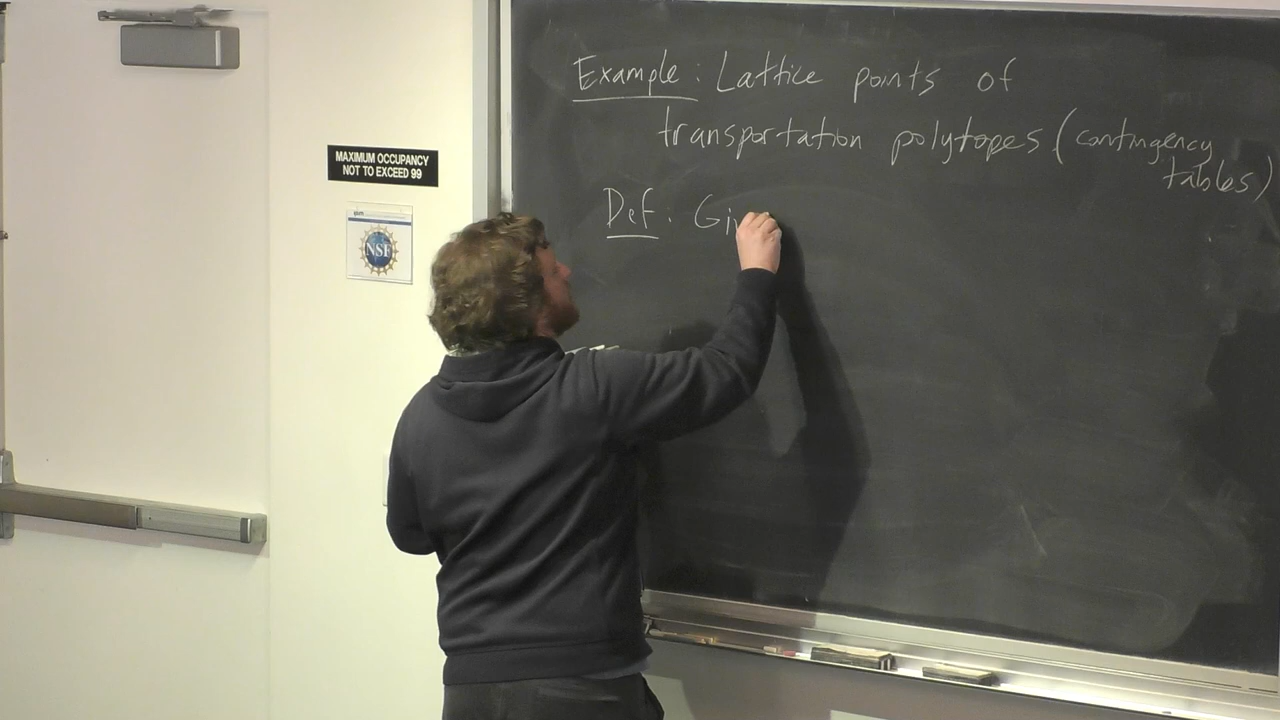 Example: Lattice points of
transportation polytopes (contingency
tables)
Def. Gi
MAXIMUM OCCUPANCY
NOT TO EXCEED 99
NSF